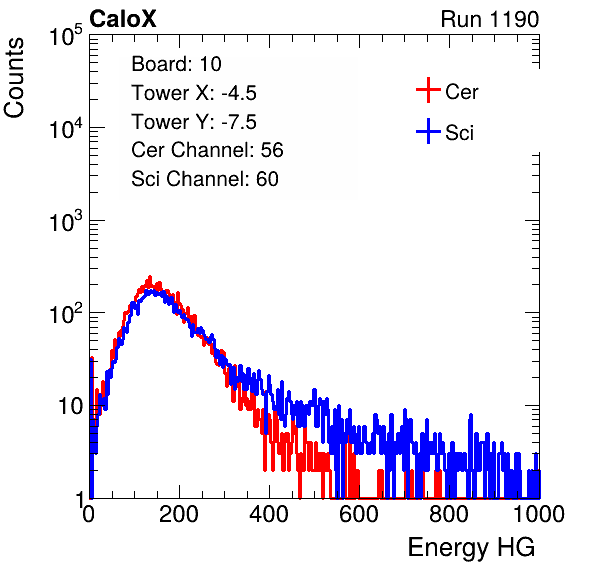 CaloX Run 1190
Counts
10^5
10^4
10^3
10^2
10
1
Board: 10
Tower X: -4.5
Tower Y: -7.5
Cer Channel: 56
Sci Channel: 60
Cer
Sci
0 200 400 600 800 1000
Energy HG